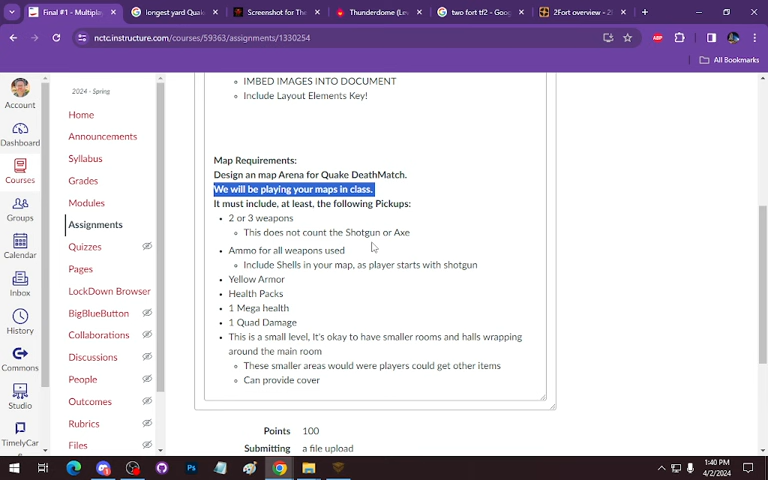 Final #1 - Multipl
longest yard Quak
Screenshot for The
Thunderdome (Lev
two fort tf2 - Goog
2Fort overview - 2
nctc.instructure.com/courses/59363/assignments/1330254
All Bookmarks
Account
Dashboard
Courses
Groups
Calendar
Inbox
History
Commons
Studio
TimelyCar
2024 - Spring
Home
Announcements
Syllabus
Grades
Modules
Assignments
Quizzes
Pages
LockDown Browser
BigBlueButton
Collaborations
Discussions
People
Outcomes
Rubrics
Files
IMBED IMAGES INTO DOCUMENT
Include Layout Elements Key!
Map Requirements:
Design an map Arena for Quake DeathMatch.
We will be playing your maps in class.
It must include, at least, the following Pickups:
2 or 3 weapons
This does not count the Shotgun or Axe
Ammo for all weapons used
Include Shells in your map, as player starts with shotgun
Yellow Armor
Health Packs
1 Mega health
1 Quad Damage
This is a small level, It's okay to have smaller rooms and halls wrapping
around the main room
These smaller areas would were players could get other items
Can provide cover
Points 100
Submitting a file upload
1:40 PM
4/2/2024